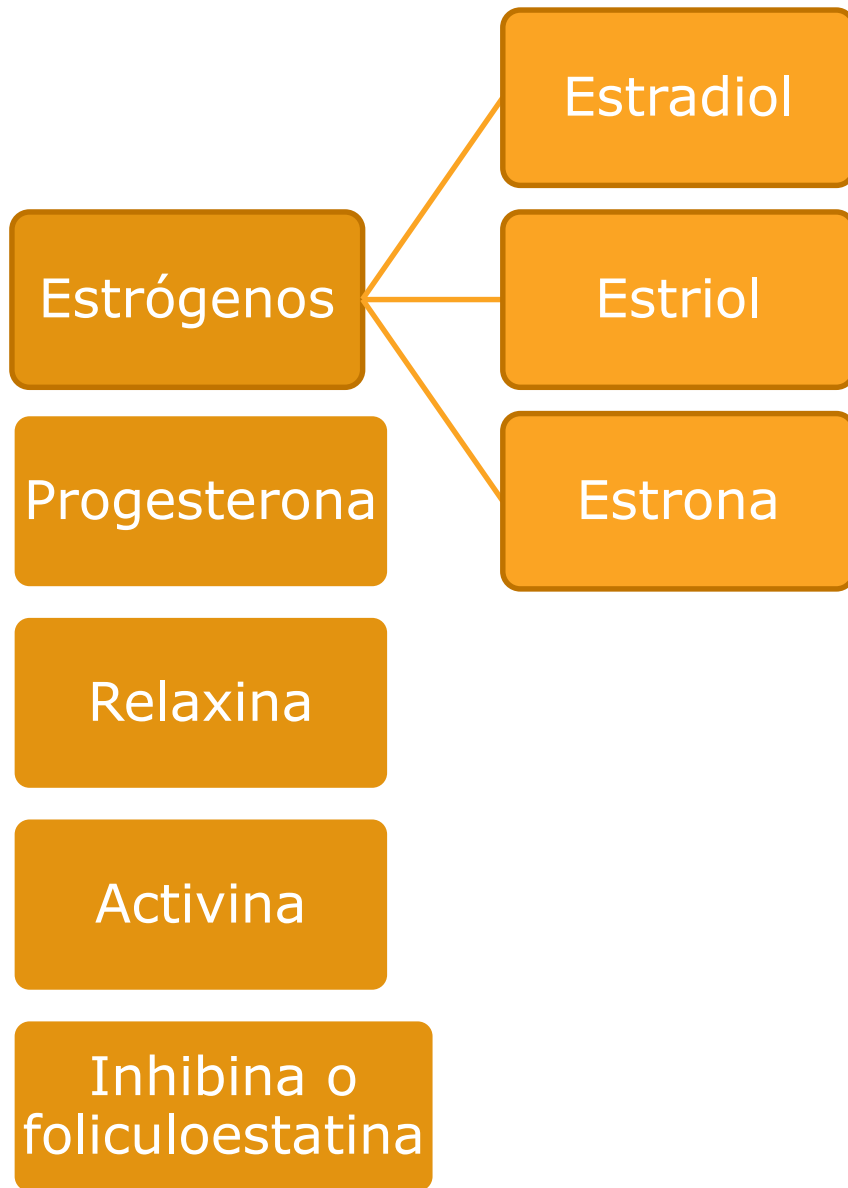 Estrógenos
Estradiol
Estriol
Estrona
Progesterona
Relaxina
Activina
Inhibina o
foliculoestatina